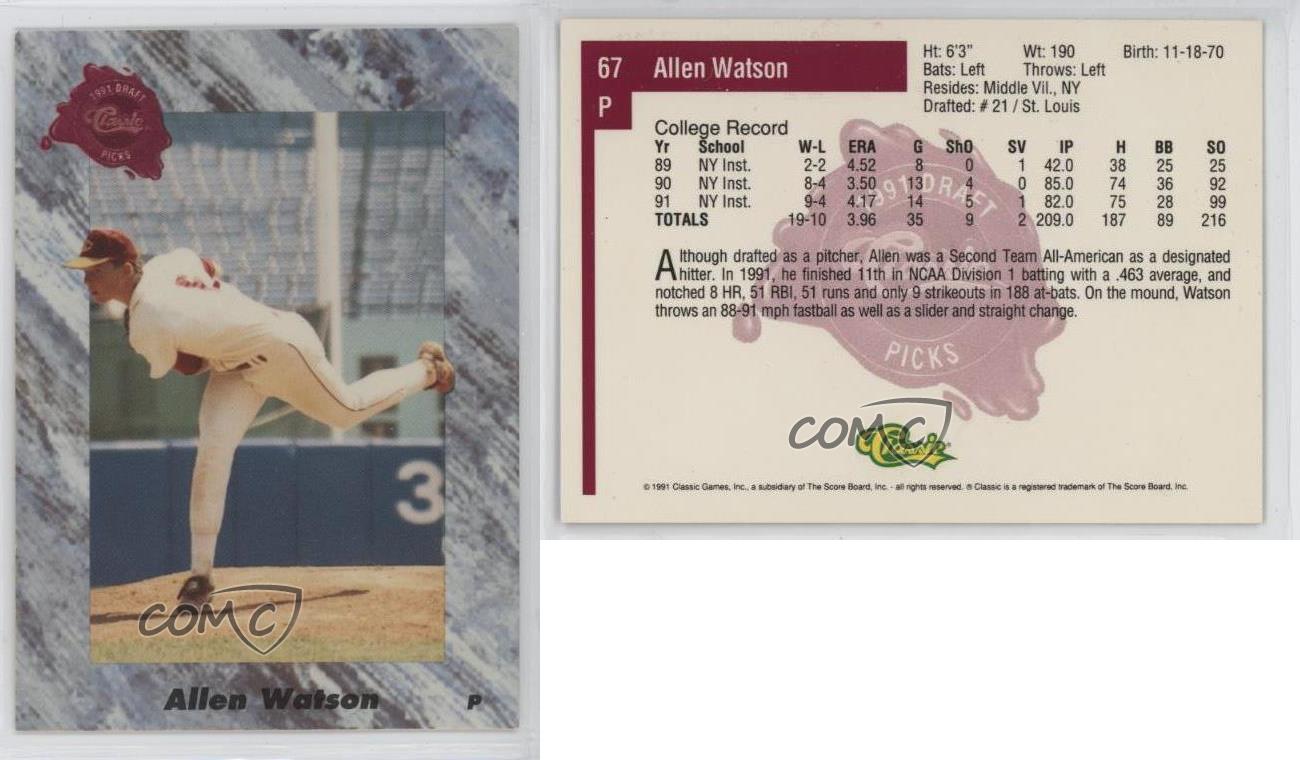 1991 DRAFT
Classic
PICKS
3
COMC
Allen Watson
P
67 Allen Watson
P
Ht: 6'3" Wt: 190 Birth: 11-18-70
Bats: Left Throws: Left
Resides: Middle Vil., NY
Drafted: # 21 / St. Louis
College Record
Yr School W-L ERA G ShO SV IP H BB SO
89 NY Inst. 2-2 4.52 8 0 1 42.0 38 25 25
90 NY Inst. 8-4 3.50 13 4 0 85.0 74 36 92
91 NY Inst. 9-4 4.17 14 5 1 82.0 75 28 99
TOTALS 19-10 3.96 35 9 2 209.0 187 89 216
1991 DRAFT
Classic
PICKS
Although drafted as a pitcher, Allen was a Second Team All-American as a designated
hitter. In 1991, he finished 11th in NCAA Division 1 batting with a .463 average, and
notched 8 HR, 51 RBI, 51 runs and only 9 strikeouts in 188 at-bats. On the mound, Watson
throws an 88-91 mph fastball as well as a slider and straight change.
COMC
Classic
© 1991 Classic Games, Inc., a subsidiary of The Score Board, Inc. - all rights reserved. ® Classic is a registered trademark of The Score Board, Inc.